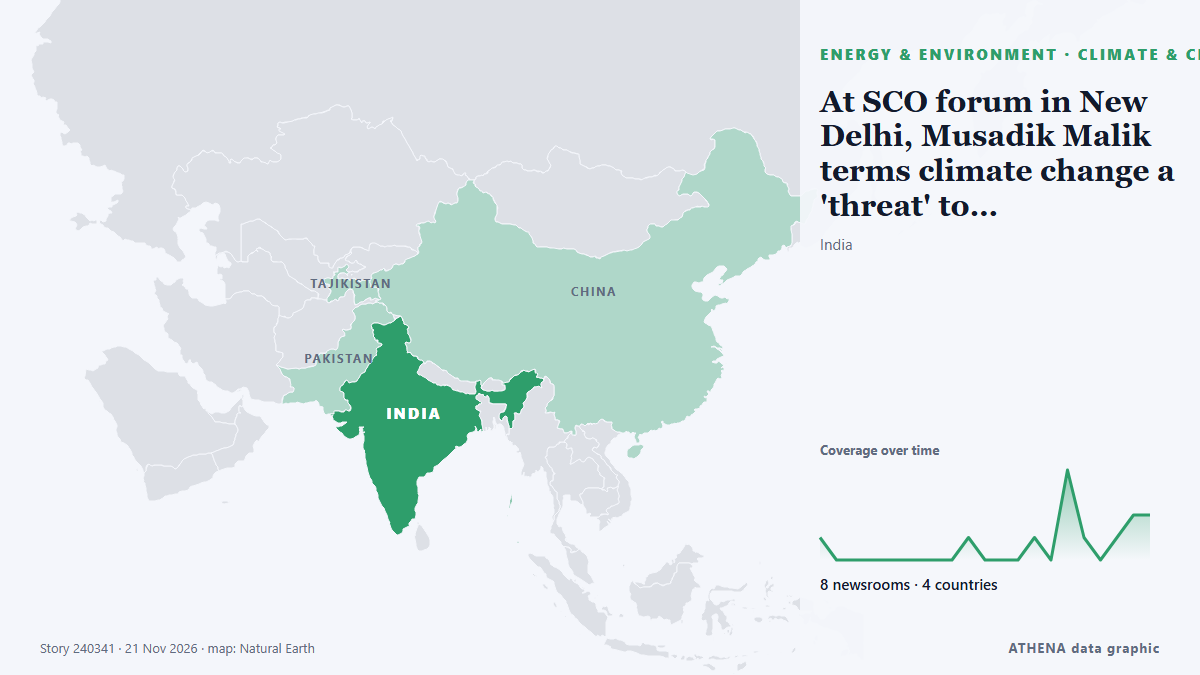 ENERGY & ENVIRONMENT · CLIMATE &
At SCO forum in New
Delhi, Musadik Malik
terms climate change a
'threat' to...
India
TAJIKISTAN
CHINA
PAKISTAN
INDIA
Coverage over time
8 newsrooms · 4 countries
Story 240341 · 21 Nov 2026 · map: Natural Earth
ATHENA data graphic